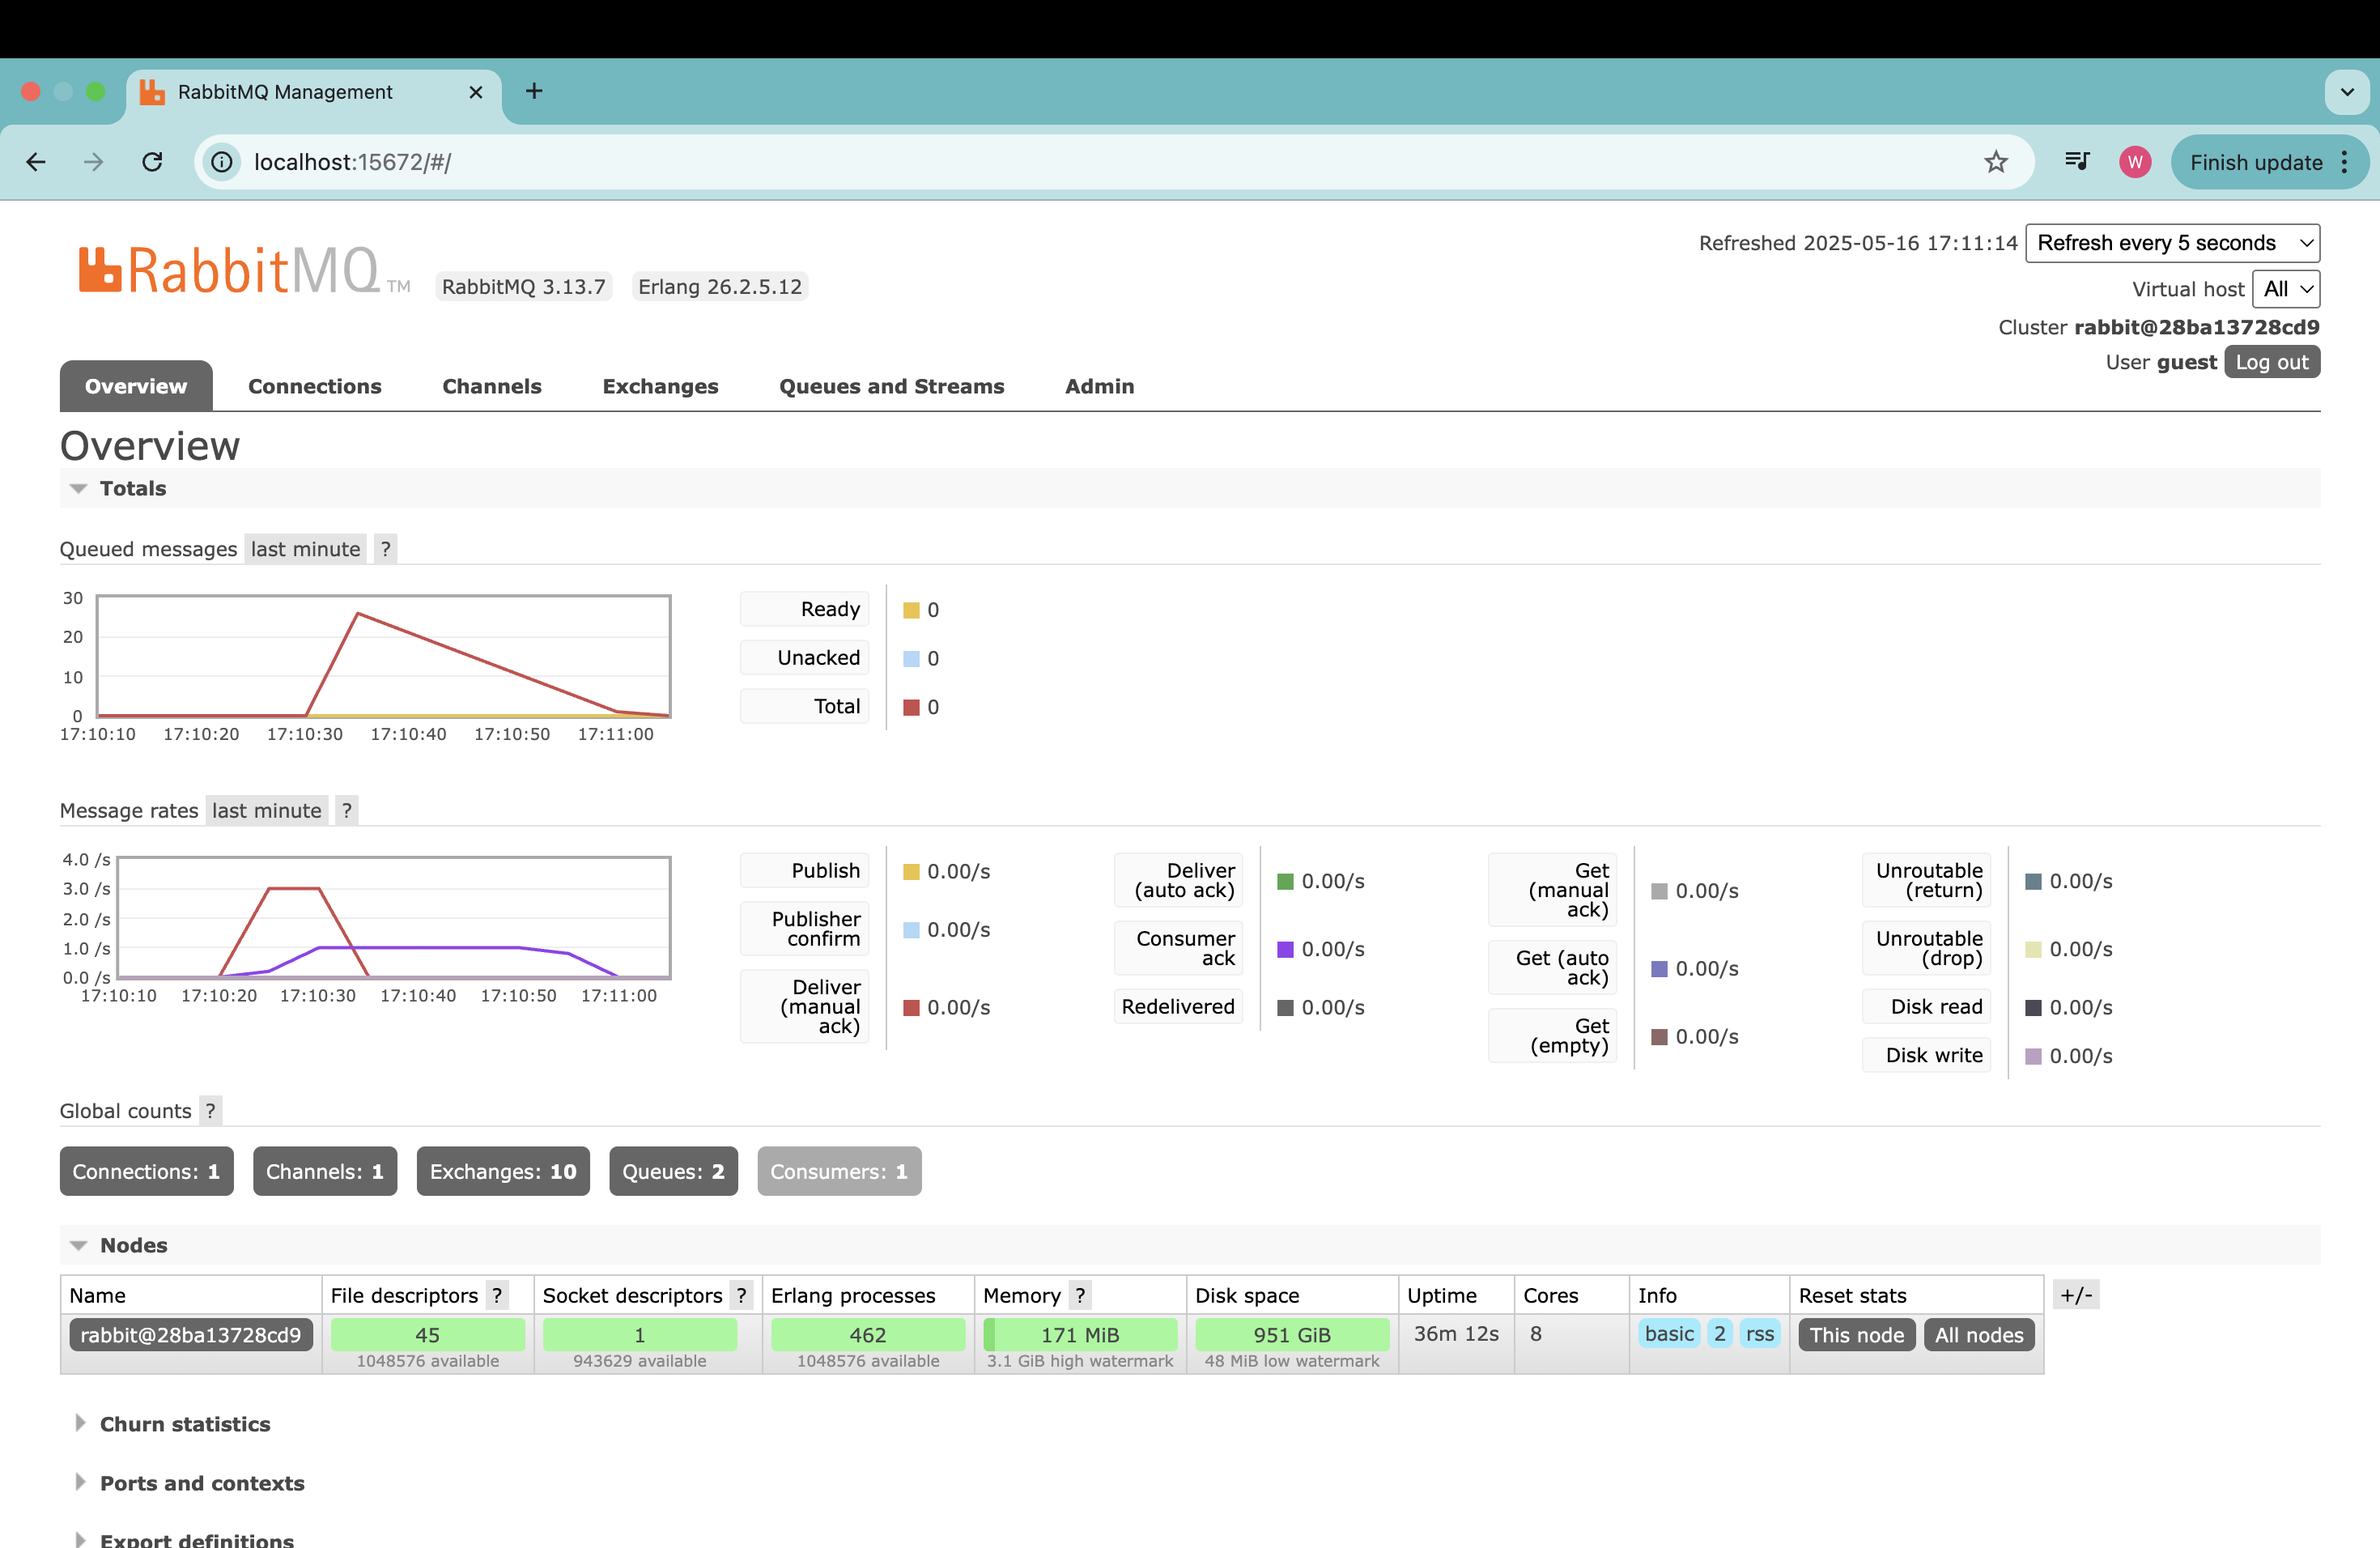 RabbitMQ Management
localhost:15672/#/
W
Finish update
RabbitMQ TM
RabbitMQ 3.13.7
Erlang 26.2.5.12
Refreshed 2025-05-16 17:11:14
Refresh every 5 seconds
Virtual host All
Cluster rabbit@28ba13728cd9
User guest Log out
Overview Connections Channels Exchanges Queues and Streams Admin
Overview
Totals
Queued messages last minute ?
30
20
10
0
17:10:10 17:10:20 17:10:30 17:10:40 17:10:50 17:11:00
Ready 0
Unacked 0
Total 0
Message rates last minute ?
4.0 /s
3.0 /s
2.0 /s
1.0 /s
0.0 /s
17:10:10 17:10:20 17:10:30 17:10:40 17:10:50 17:11:00
Publish 0.00/s
Publisher
confirm 0.00/s
Deliver
(manual 0.00/s
ack)
Deliver
(auto ack) 0.00/s
Consumer
ack 0.00/s
Redelivered 0.00/s
Get
(manual 0.00/s
ack)
Get (auto
ack) 0.00/s
Get
(empty) 0.00/s
Unroutable
(return) 0.00/s
Unroutable
(drop) 0.00/s
Disk read 0.00/s
Disk write 0.00/s
Global counts ?
Connections: 1 Channels: 1 Exchanges: 10 Queues: 2 Consumers: 1
Nodes
Name File descriptors ? Socket descriptors ? Erlang processes Memory ? Disk space Uptime Cores Info Reset stats +/-
rabbit@28ba13728cd9 45 1 462 171 MiB 951 GiB 36m 12s 8 basic 2 rss This node All nodes
1048576 available 943629 available 1048576 available 3.1 GiB high watermark 48 MiB low watermark
Churn statistics
Ports and contexts
Export definitions